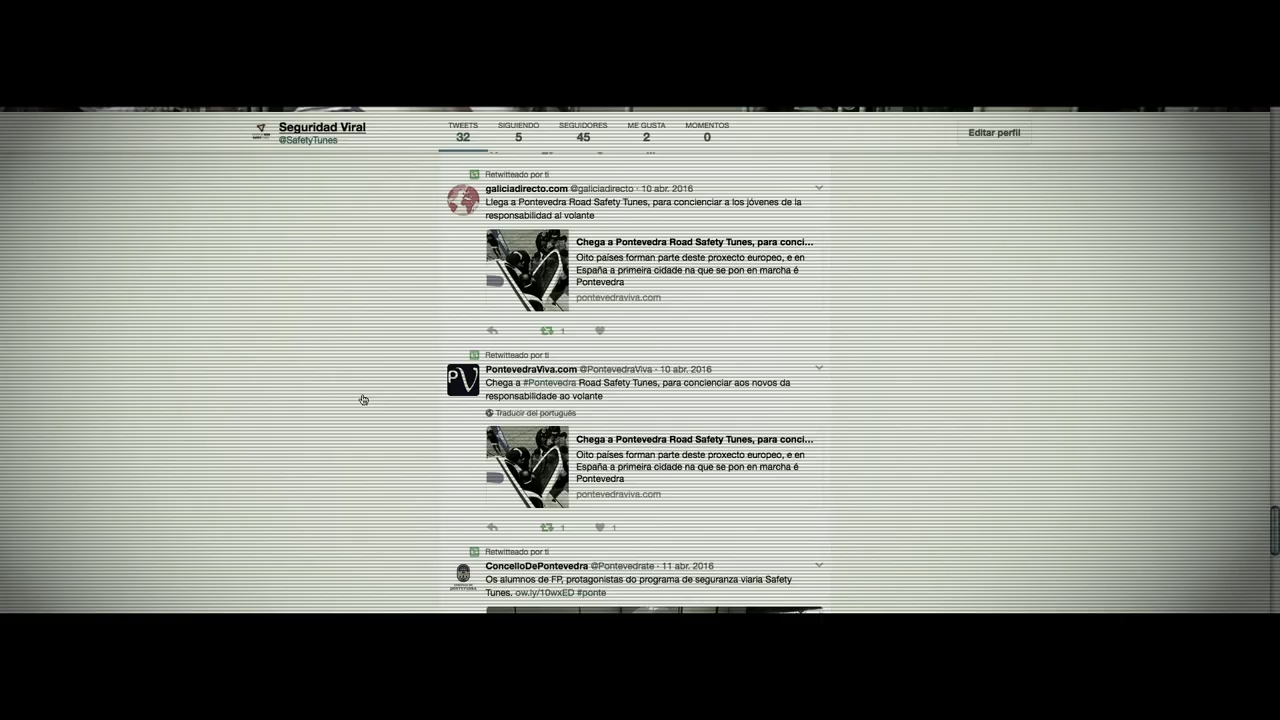 Seguridad Viral
@SafetyTunes
TWEETS SIGUIENDO SEGUIDORES ME GUSTA MOMENTOS
32 5 45 2 0
Editar perfil
Retwitteado por ti
galiciadirecto.com @galiciadirecto · 10 abr. 2016
Llega a Pontevedra Road Safety Tunes, para concienciar a los jóvenes de la
responsabilidad al volante
Chega a Pontevedra Road Safety Tunes, para conci...
Oito países forman parte deste proxecto europeo, e en
España a primeira cidade na que se pon en marcha é
Pontevedra
pontevedraviva.com
1
Retwitteado por ti
PontevedraViva.com @PontevedraViva · 10 abr. 2016
PV
Chega a #Pontevedra Road Safety Tunes, para concienciar aos novos da
responsabilidade ao volante
Traducir del portugués
Chega a Pontevedra Road Safety Tunes, para conci...
Oito países forman parte deste proxecto europeo, e en
España a primeira cidade na que se pon en marcha é
Pontevedra
pontevedraviva.com
1 1
Retwitteado por ti
ConcelloDePontevedra @Pontevedrate · 11 abr. 2016
Os alumnos de FP, protagonistas do programa de seguranza viaria Safety
Tunes. ow.ly/10wxED #ponte